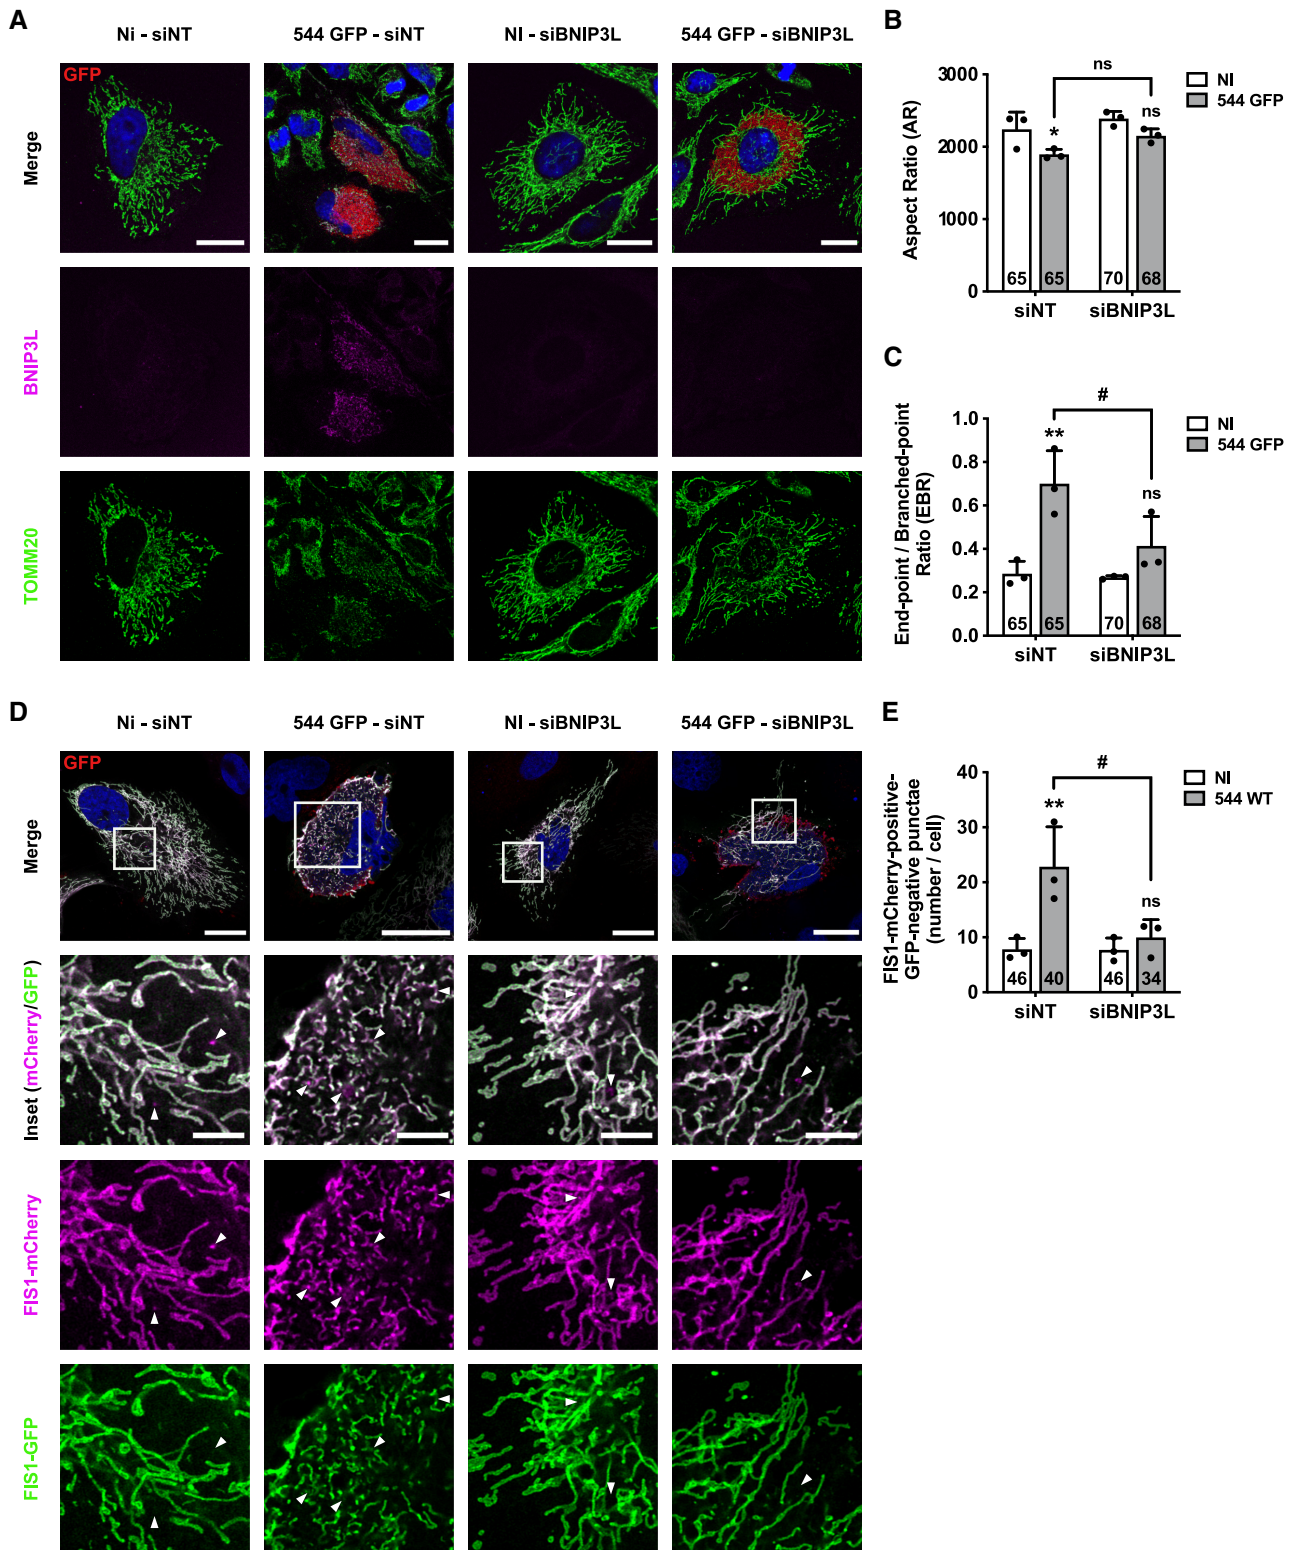 A
Ni - siNT
544 GFP - siNT
NI - siBNIP3L
544 GFP - siBNIP3L
GFP
Merge
BNIP3L
TOMM20
B
ns
3000
2000
1000
0
Aspect Ratio (AR)
*
ns
65
65
70
68
siNT
siBNIP3L
NI
544 GFP
C
#
1.0
0.8
0.6
0.4
0.2
0.0
End-point / Branched-point
Ratio (EBR)
**
ns
65
65
70
68
siNT
siBNIP3L
NI
544 GFP
D
Ni - siNT
544 GFP - siNT
NI - siBNIP3L
544 GFP - siBNIP3L
GFP
Merge
Inset (mCherry/GFP)
FIS1-mCherry
FIS1-GFP
E
#
40
30
20
10
0
FIS1-mCherry-positive-
GFP-negative punctae
(number / cell)
**
ns
46
40
46
34
siNT
siBNIP3L
NI
544 WT